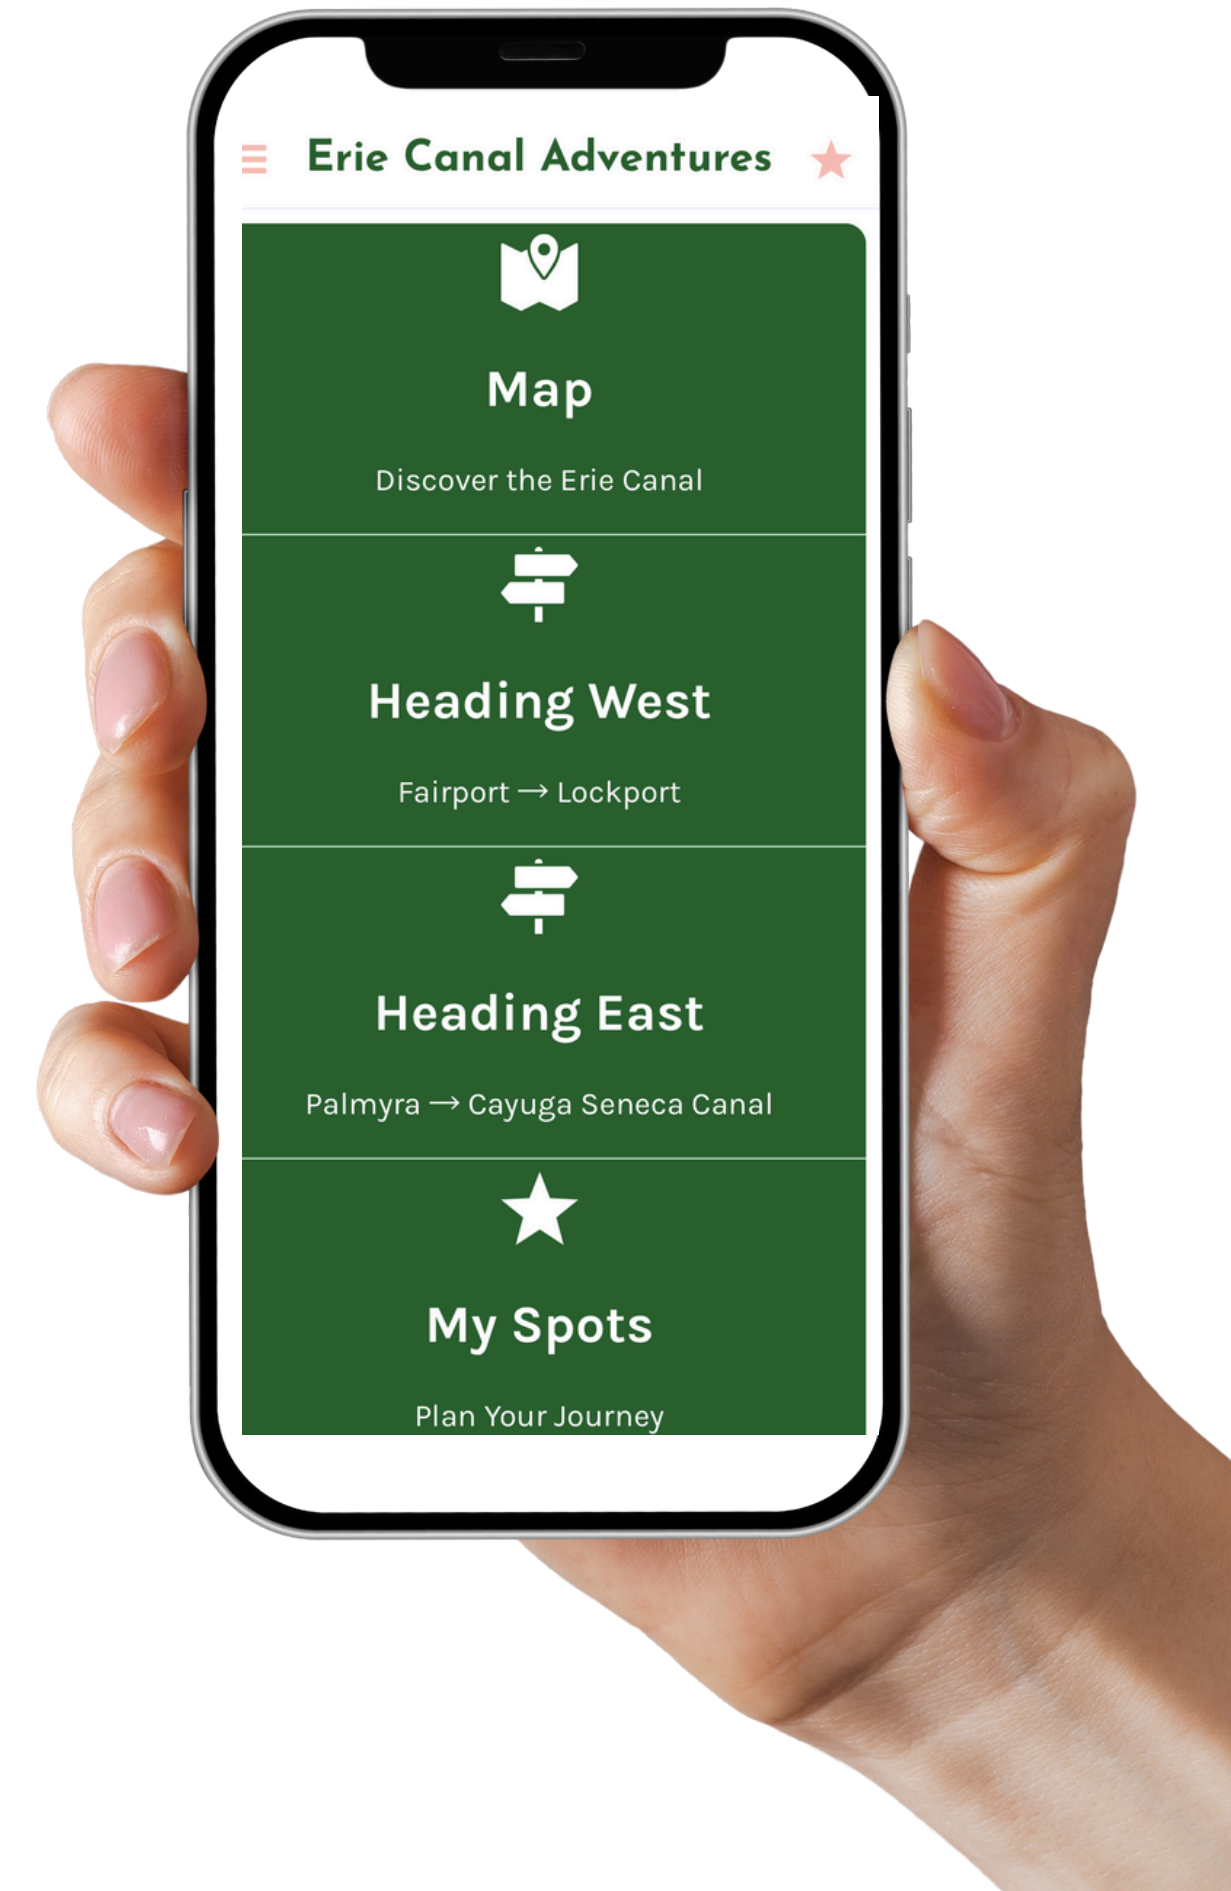 Erie Canal Adventures
Map
Discover the Erie Canal
Heading West
Fairport → Lockport
Heading East
Palmyra → Cayuga Seneca Canal
My Spots
Plan Your Journey